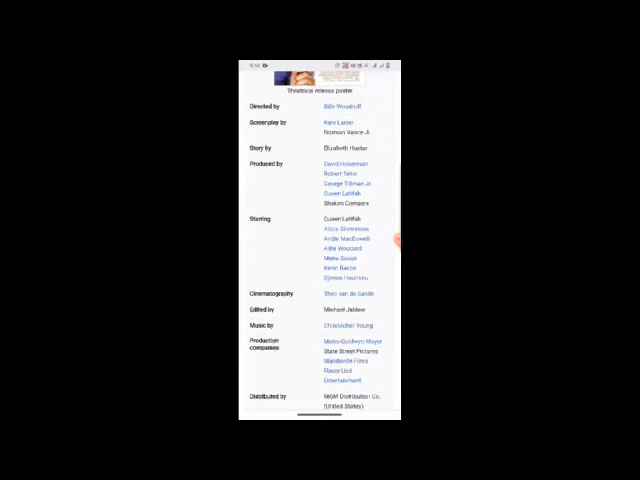 Theatrical release poster
Directed by Bille Woodruff
Screenplay by Kate Lanier
Norman Vance Jr.
Story by Elizabeth Hunter
Produced by David Hoberman
Robert Teitel
George Tillman Jr.
Queen Latifah
Shakim Compere
Starring Queen Latifah
Alicia Silverstone
Andie MacDowell
Alfre Woodard
Mena Suvari
Kevin Bacon
Djimon Hounsou
Cinematography Theo van de Sande
Edited by Michael Jablow
Music by Christopher Young
Production Metro-Goldwyn-Mayer
companies State Street Pictures
Mandeville Films
Flavor Unit
Entertainment
Distributed by MGM Distribution Co.
(United States)